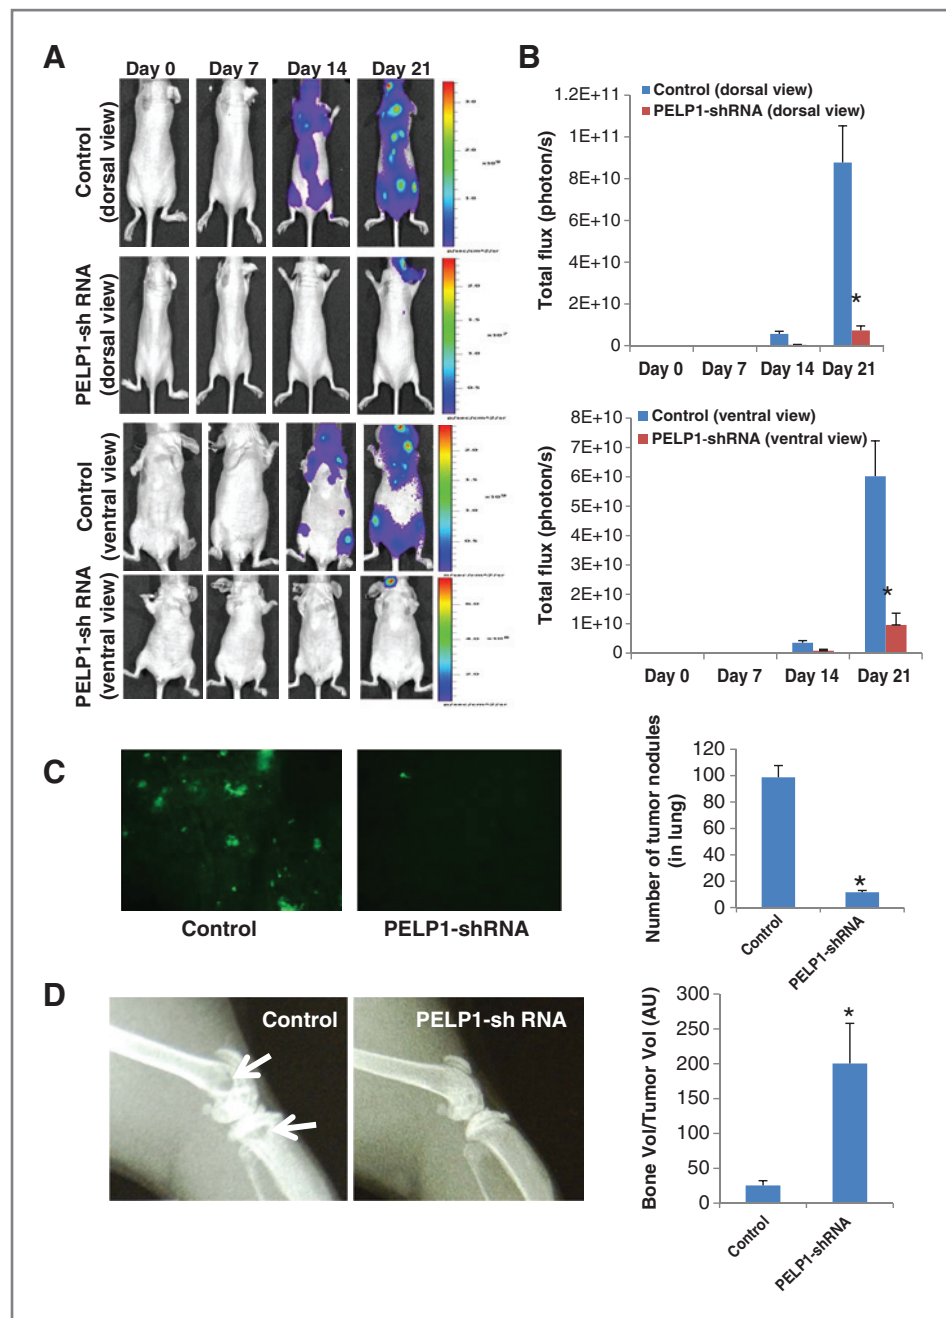 A
Day 0 Day 7 Day 14 Day 21
Control
(dorsal view)
PELP1-sh RNA
(dorsal view)
Control
(ventral view)
PELP1-sh RNA
(ventral view)
B
Control (dorsal view)
PELP1-shRNA (dorsal view)
Total flux (photon/s)
1.2E+11
1E+11
8E+10
6E+10
4E+10
2E+10
0
*
Day 0 Day 7 Day 14 Day 21
Control (ventral view)
PELP1-shRNA (ventral view)
Total flux (photon/s)
8E+10
7E+10
6E+10
5E+10
4E+10
3E+10
2E+10
1E+10
0
*
Day 0 Day 7 Day 14 Day 21
C
Control
PELP1-shRNA
Number of tumor nodules
(in lung)
120
100
80
60
40
20
0
*
Control
PELP1-shRNA
D
Control
PELP1-sh RNA
Bone Vol/Tumor Vol (AU)
300
250
200
150
100
50
0
*
Control
PELP1-shRNA